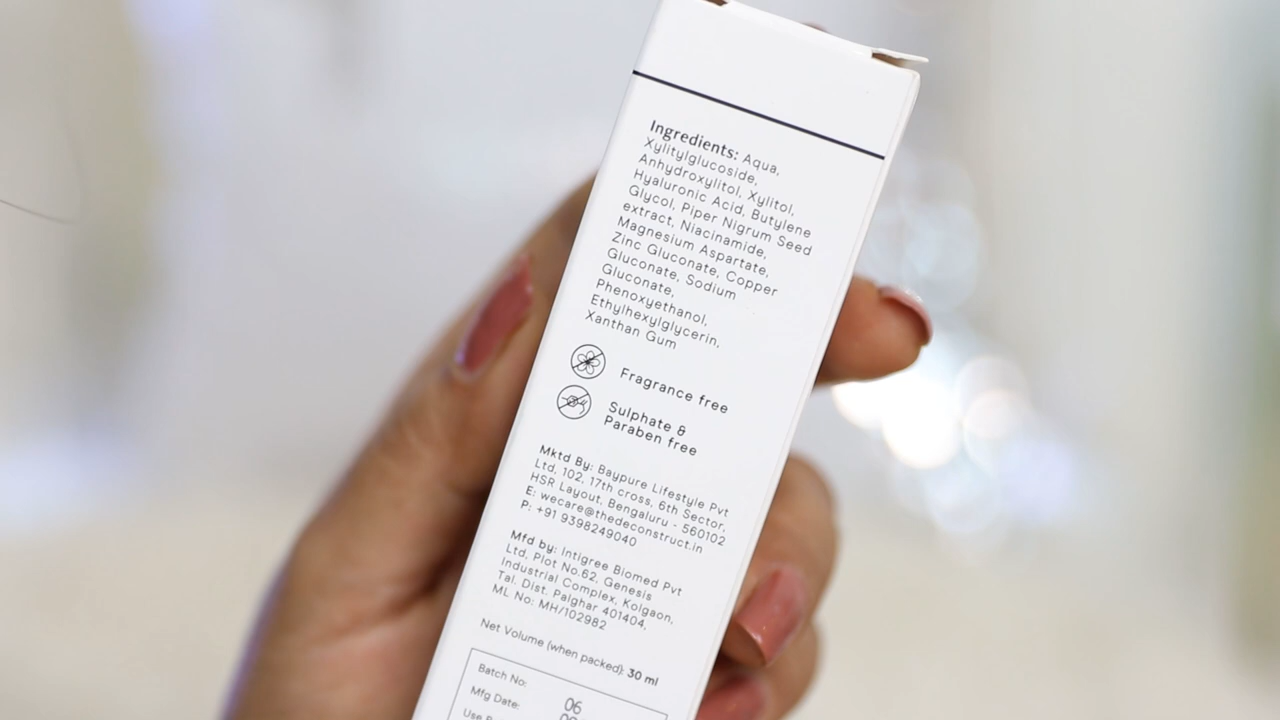 Ingredients: Aqua,
Xylitylglucoside,
Anhydroxylitol, Xylitol,
Hyaluronic Acid, Butylene
Glycol, Piper Nigrum Seed
extract, Niacinamide,
Magnesium Aspartate,
Zinc Gluconate, Copper
Gluconate, Sodium
Gluconate,
Phenoxyethanol,
Ethylhexylglycerin,
Xanthan Gum
Fragrance free
Sulphate &
Paraben free
Mktd By: Baypure Lifestyle Pvt
Ltd, 102, 17th cross, 6th Sector,
HSR Layout, Bengaluru - 560102
E: wecare@thedeconstruct.in
P: +91 9398249040
Mfd by: Intigree Biomed Pvt
Ltd, Plot No.62, Genesis
Industrial Complex, Kolgaon,
Tal. Dist. Palghar 401404,
ML No: MH/102982
Net Volume (when packed): 30 ml
Batch No: 06
Mfg Date: